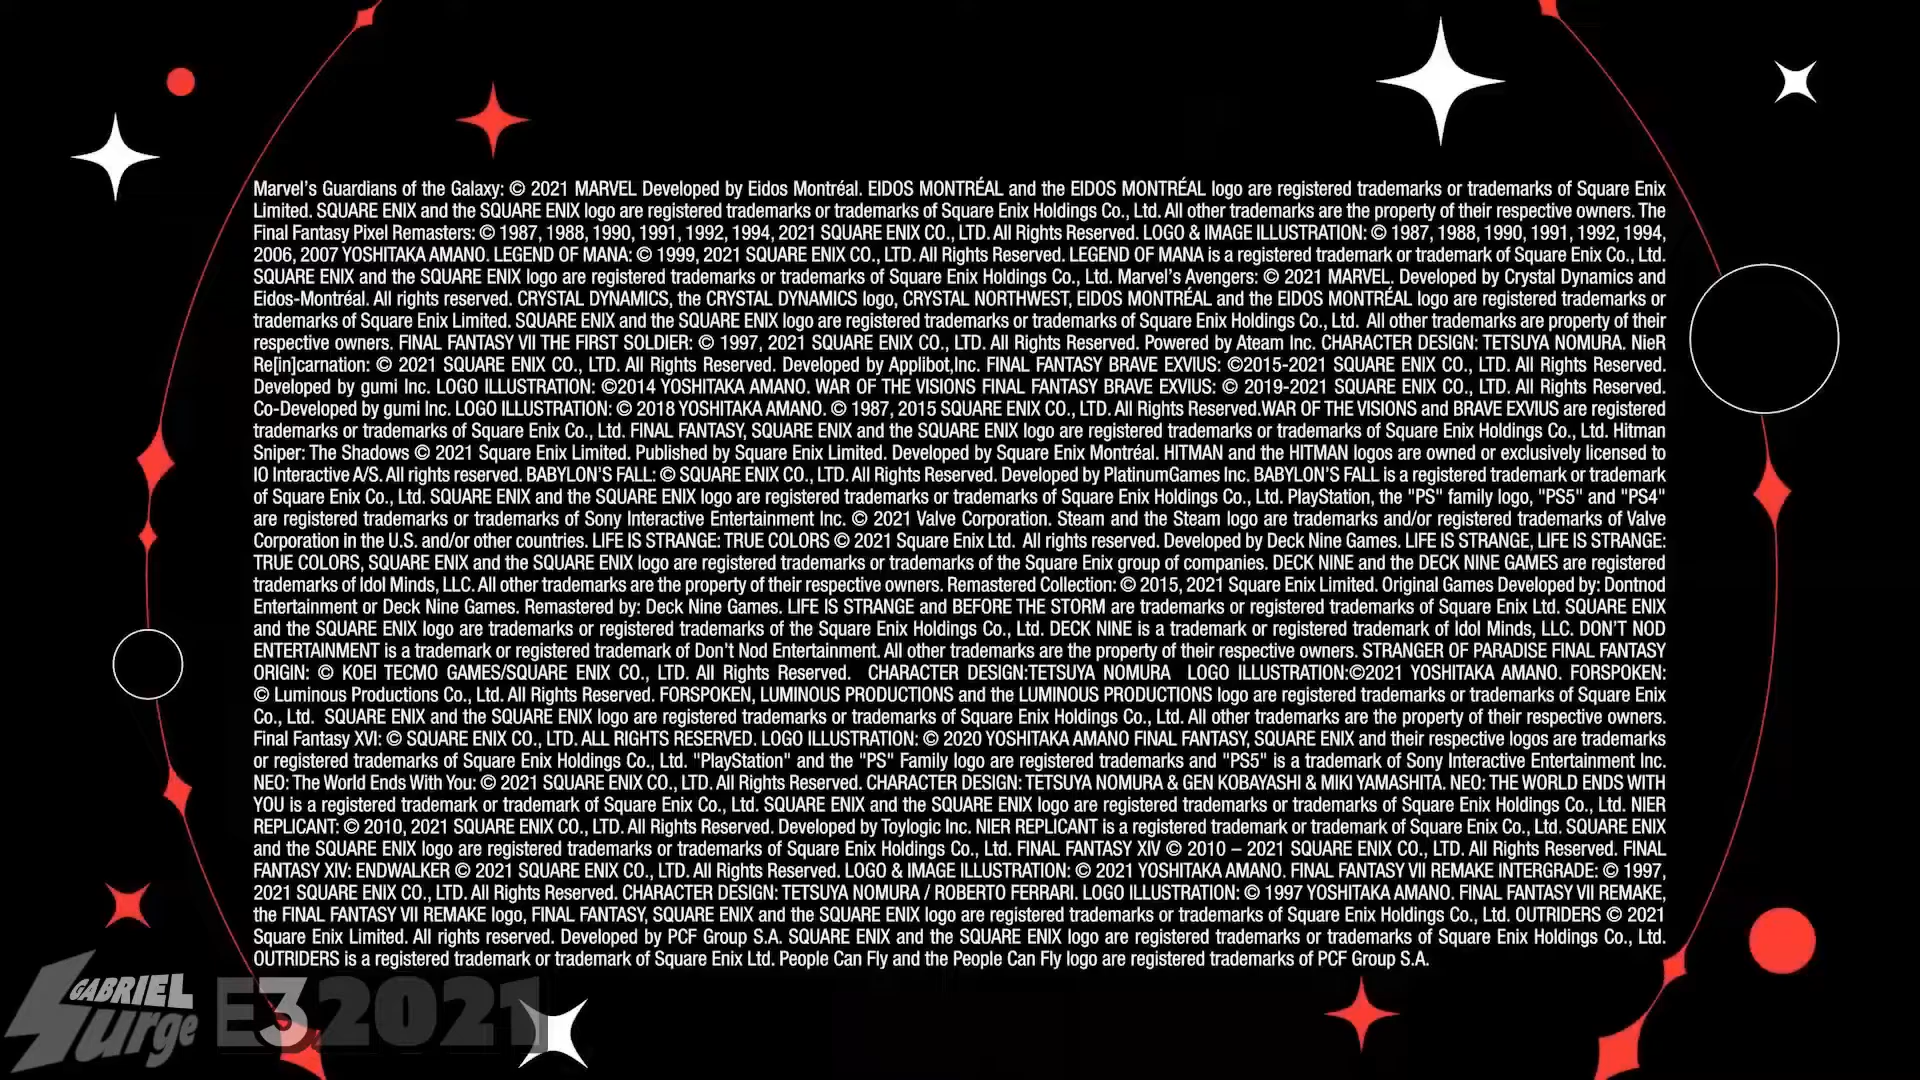 Marvel’s Guardians of the Galaxy: © 2021 MARVEL Developed by Eidos Montréal. EIDOS MONTRÉAL and the EIDOS MONTRÉAL logo are registered trademarks or trademarks of Square Enix
Limited. SQUARE ENIX and the SQUARE ENIX logo are registered trademarks or trademarks of Square Enix Holdings Co., Ltd. All other trademarks are the property of their respective owners. The
Final Fantasy Pixel Remasters: © 1987, 1988, 1990, 1991, 1992, 1994, 2021 SQUARE ENIX CO., LTD. All Rights Reserved. LOGO & IMAGE ILLUSTRATION: © 1987, 1988, 1990, 1991, 1992, 1994,
2006, 2007 YOSHITAKA AMANO. LEGEND OF MANA: © 1999, 2021 SQUARE ENIX CO., LTD. All Rights Reserved. LEGEND OF MANA is a registered trademark or trademark of Square Enix Co., Ltd.
SQUARE ENIX and the SQUARE ENIX logo are registered trademarks or trademarks of Square Enix Holdings Co., Ltd. Marvel’s Avengers: © 2021 MARVEL. Developed by Crystal Dynamics and
Eidos-Montréal. All rights reserved. CRYSTAL DYNAMICS, the CRYSTAL DYNAMICS logo, CRYSTAL NORTHWEST, EIDOS MONTRÉAL and the EIDOS MONTRÉAL logo are registered trademarks or
trademarks of Square Enix Limited. SQUARE ENIX and the SQUARE ENIX logo are registered trademarks or trademarks of Square Enix Holdings Co., Ltd. All other trademarks are property of their
respective owners. FINAL FANTASY VII THE FIRST SOLDIER: © 1997, 2021 SQUARE ENIX CO., LTD. All Rights Reserved. Powered by Ateam Inc. CHARACTER DESIGN: TETSUYA NOMURA. NieR
Re[in]carnation: © 2021 SQUARE ENIX CO., LTD. All Rights Reserved. Developed by Applibot,Inc. FINAL FANTASY BRAVE EXVIUS: ©2015-2021 SQUARE ENIX CO., LTD. All Rights Reserved.
Developed by gumi Inc. LOGO ILLUSTRATION: ©2014 YOSHITAKA AMANO. WAR OF THE VISIONS FINAL FANTASY BRAVE EXVIUS: © 2019-2021 SQUARE ENIX CO., LTD. All Rights Reserved.
Co-Developed by gumi Inc. LOGO ILLUSTRATION: © 2018 YOSHITAKA AMANO. © 1987, 2015 SQUARE ENIX CO., LTD. All Rights Reserved.WAR OF THE VISIONS and BRAVE EXVIUS are registered
trademarks or trademarks of Square Enix Co., Ltd. FINAL FANTASY, SQUARE ENIX and the SQUARE ENIX logo are registered trademarks or trademarks of Square Enix Holdings Co., Ltd. Hitman
Sniper: The Shadows © 2021 Square Enix Limited. Published by Square Enix Limited. Developed by Square Enix Montréal. HITMAN and the HITMAN logos are owned or exclusively licensed to
IO Interactive A/S. All rights reserved. BABYLON’S FALL: © SQUARE ENIX CO., LTD. All Rights Reserved. Developed by PlatinumGames Inc. BABYLON’S FALL is a registered trademark or trademark
of Square Enix Co., Ltd. SQUARE ENIX and the SQUARE ENIX logo are registered trademarks or trademarks of Square Enix Holdings Co., Ltd. PlayStation, the "PS" family logo, "PS5" and "PS4"
are registered trademarks or trademarks of Sony Interactive Entertainment Inc. © 2021 Valve Corporation. Steam and the Steam logo are trademarks and/or registered trademarks of Valve
Corporation in the U.S. and/or other countries. LIFE IS STRANGE: TRUE COLORS © 2021 Square Enix Ltd. All rights reserved. Developed by Deck Nine Games. LIFE IS STRANGE, LIFE IS STRANGE:
TRUE COLORS, SQUARE ENIX and the SQUARE ENIX logo are registered trademarks or trademarks of the Square Enix group of companies. DECK NINE and the DECK NINE GAMES are registered
trademarks of Idol Minds, LLC. All other trademarks are the property of their respective owners. Remastered Collection: © 2015, 2021 Square Enix Limited. Original Games Developed by: Dontnod
Entertainment or Deck Nine Games. Remastered by: Deck Nine Games. LIFE IS STRANGE and BEFORE THE STORM are trademarks or registered trademarks of Square Enix Ltd. SQUARE ENIX
and the SQUARE ENIX logo are trademarks or registered trademarks of the Square Enix Holdings Co., Ltd. DECK NINE is a trademark or registered trademark of Idol Minds, LLC. DON’T NOD
ENTERTAINMENT is a trademark or registered trademark of Don’t Nod Entertainment. All other trademarks are the property of their respective owners. STRANGER OF PARADISE FINAL FANTASY
ORIGIN: © KOEI TECMO GAMES/SQUARE ENIX CO., LTD. All Rights Reserved. CHARACTER DESIGN:TETSUYA NOMURA LOGO ILLUSTRATION:©2021 YOSHITAKA AMANO. FORSPOKEN:
© Luminous Productions Co., Ltd. All Rights Reserved. FORSPOKEN, LUMINOUS PRODUCTIONS and the LUMINOUS PRODUCTIONS logo are registered trademarks or trademarks of Square Enix
Co., Ltd. SQUARE ENIX and the SQUARE ENIX logo are registered trademarks or trademarks of Square Enix Holdings Co., Ltd. All other trademarks are the property of their respective owners.
Final Fantasy XVI: © SQUARE ENIX CO., LTD. ALL RIGHTS RESERVED. LOGO ILLUSTRATION: © 2020 YOSHITAKA AMANO FINAL FANTASY, SQUARE ENIX and their respective logos are trademarks
or registered trademarks of Square Enix Holdings Co., Ltd. "PlayStation" and the "PS" Family logo are registered trademarks and "PS5" is a trademark of Sony Interactive Entertainment Inc.
NEO: The World Ends With You: © 2021 SQUARE ENIX CO., LTD. All Rights Reserved. CHARACTER DESIGN: TETSUYA NOMURA & GEN KOBAYASHI & MIKI YAMASHITA. NEO: THE WORLD ENDS WITH
YOU is a registered trademark or trademark of Square Enix Co., Ltd. SQUARE ENIX and the SQUARE ENIX logo are registered trademarks or trademarks of Square Enix Holdings Co., Ltd. NIER
REPLICANT: © 2010, 2021 SQUARE ENIX CO., LTD. All Rights Reserved. Developed by Toylogic Inc. NIER REPLICANT is a registered trademark or trademark of Square Enix Co., Ltd. SQUARE ENIX
and the SQUARE ENIX logo are registered trademarks or trademarks of Square Enix Holdings Co., Ltd. FINAL FANTASY XIV © 2010 – 2021 SQUARE ENIX CO., LTD. All Rights Reserved. FINAL
FANTASY XIV: ENDWALKER © 2021 SQUARE ENIX CO., LTD. All Rights Reserved. LOGO & IMAGE ILLUSTRATION: © 2021 YOSHITAKA AMANO. FINAL FANTASY VII REMAKE INTERGRADE: © 1997,
2021 SQUARE ENIX CO., LTD. All Rights Reserved. CHARACTER DESIGN: TETSUYA NOMURA / ROBERTO FERRARI. LOGO ILLUSTRATION: © 1997 YOSHITAKA AMANO. FINAL FANTASY VII REMAKE,
the FINAL FANTASY VII REMAKE logo, FINAL FANTASY, SQUARE ENIX and the SQUARE ENIX logo are registered trademarks or trademarks of Square Enix Holdings Co., Ltd. OUTRIDERS © 2021
Square Enix Limited. All rights reserved. Developed by PCF Group S.A. SQUARE ENIX and the SQUARE ENIX logo are registered trademarks or trademarks of Square Enix Holdings Co., Ltd.
OUTRIDERS is a registered trademark or trademark of Square Enix Ltd. People Can Fly and the People Can Fly logo are registered trademarks of PCF Group S.A.
GABRIEL
Surge
E3 2021